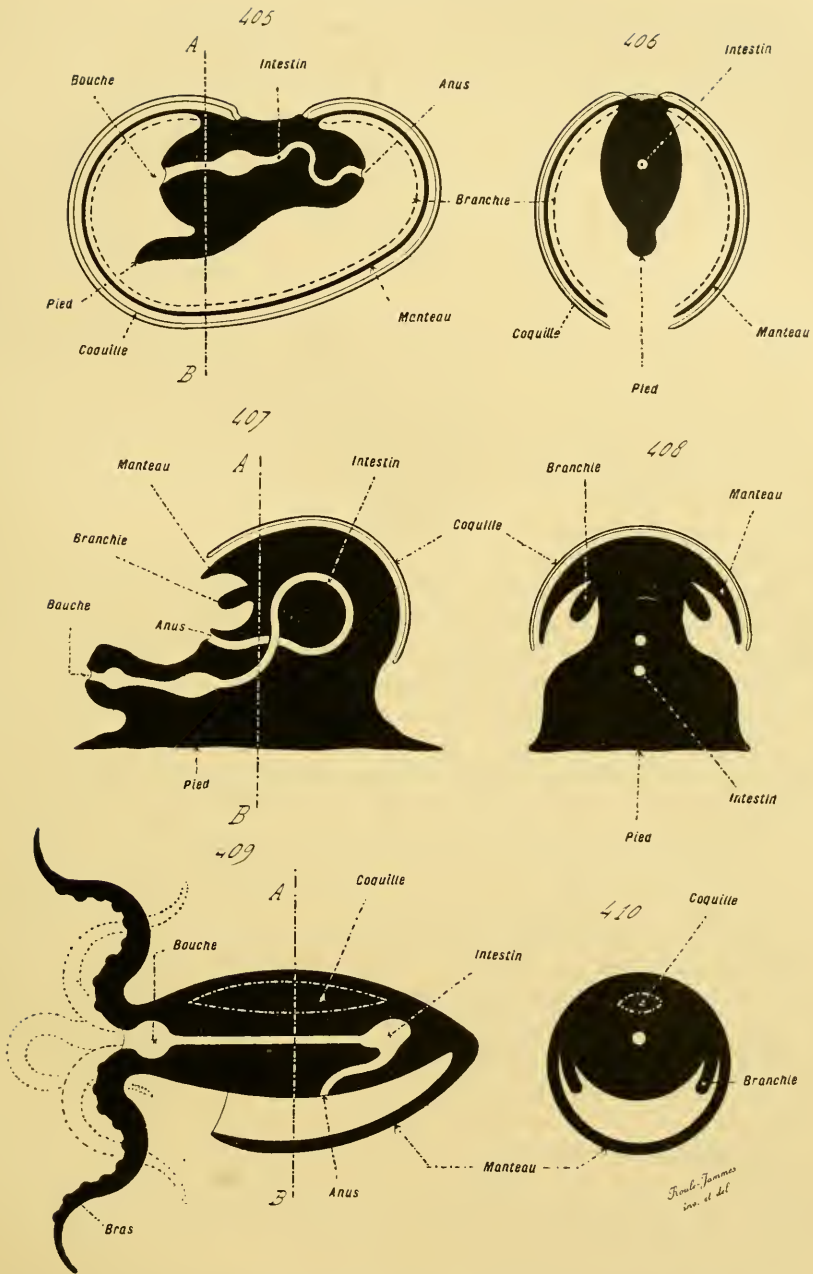 405
A
406
Intestin
Intestin
Bouche
Anus
Branchie
Pied
Manteau
Coquille
Manteau
Coquille
B
Pied
407
408
Manteau
A
Intestin
Branchie
Manteau
Coquille
Branchie
Bouche
Anus
Pied
Intestin
B
Pied
409
A
Coquille
410
Coquille
Bouche
Intestin
Branchie
Manteau
B
Anus
Bras
inv. et del